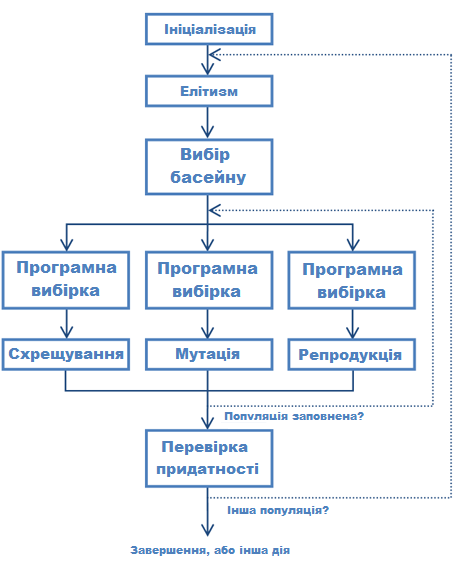 Ініціалізація
Елітизм
Вибір
басейну
Програмна
вибірка
Програмна
вибірка
Програмна
вибірка
Схрещування
Мутація
Репродукція
Популяція заповнена?
Перевірка
придатності
Інша популяція?
Завершення, або інша дія